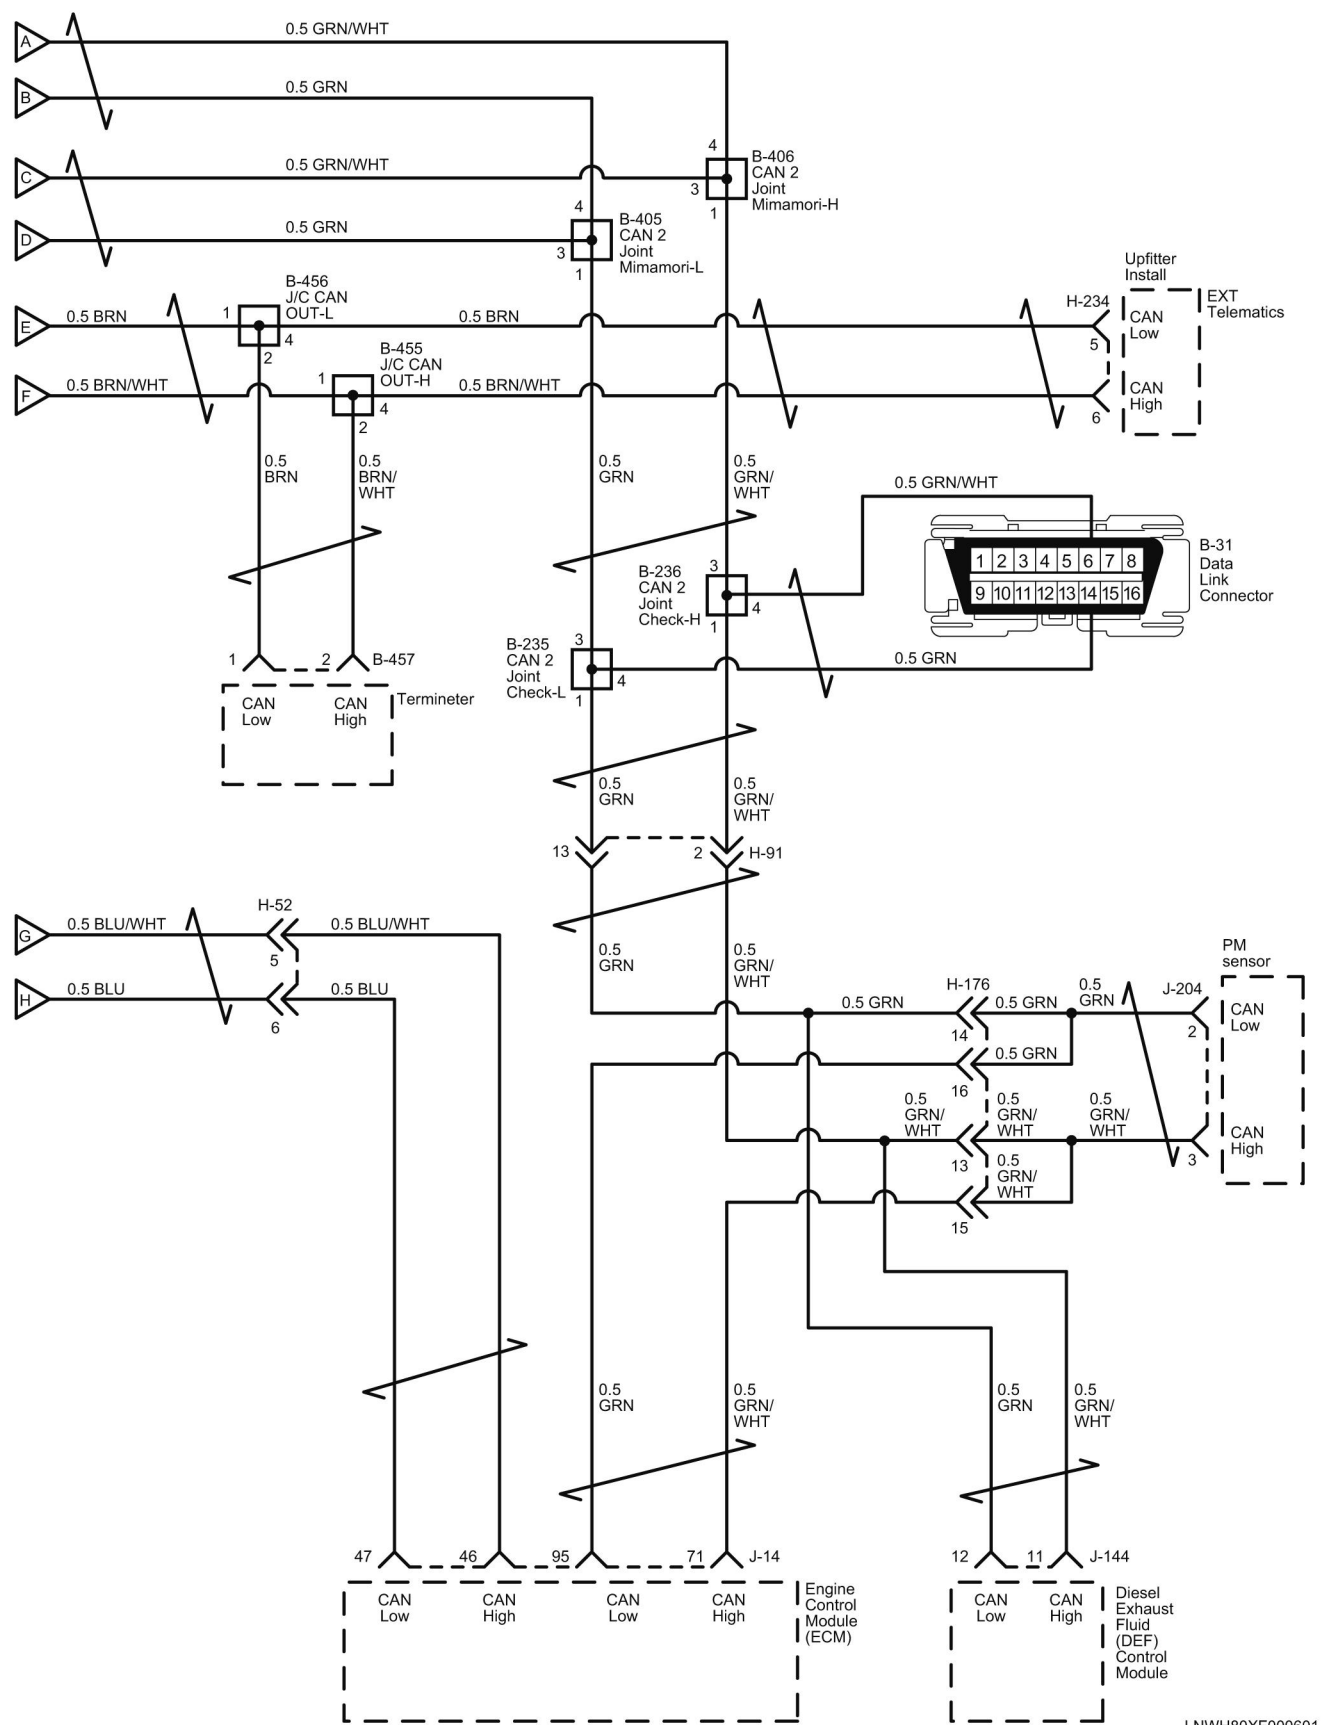 A
0.5 GRN/WHT
B
0.5 GRN
C
0.5 GRN/WHT
4
B-406
CAN 2
Joint
Mimamori-H
3
1
D
0.5 GRN
4
B-405
CAN 2
Joint
Mimamori-L
3
1
B-456
J/C CAN
OUT-L
E
0.5 BRN
1
4
2
0.5 BRN
Upfitter
Install
H-234
EXT
Telematics
CAN
Low
5
B-455
J/C CAN
OUT-H
F
0.5 BRN/WHT
1
4
2
0.5 BRN/WHT
CAN
High
6
0.5
BRN
0.5
BRN/
WHT
0.5
GRN
0.5
GRN/
WHT
0.5 GRN/WHT
1 2 3 4 5 6 7 8
9 10 11 12 13 14 15 16
B-31
Data
Link
Connector
B-236
CAN 2
Joint
Check-H
3
4
1
B-235
CAN 2
Joint
Check-L
3
4
1
0.5 GRN
1
2
B-457
CAN
Low
CAN
High
Termineter
0.5
GRN
0.5
GRN/
WHT
13
2
H-91
G
0.5 BLU/WHT
H-52
5
0.5 BLU/WHT
H
0.5 BLU
6
0.5 BLU
0.5
GRN
0.5
GRN/
WHT
PM
sensor
0.5 GRN
H-176
14
0.5 GRN
0.5
GRN
J-204
2
CAN
Low
16
0.5 GRN
0.5
GRN/
WHT
13
0.5
GRN/
WHT
0.5
GRN/
WHT
3
CAN
High
0.5
GRN/
WHT
15
0.5
GRN
0.5
GRN/
WHT
0.5
GRN
0.5
GRN/
WHT
47
46
95
71
J-14
CAN
Low
CAN
High
CAN
Low
CAN
High
Engine
Control
Module
(ECM)
12
11
J-144
CAN
Low
CAN
High
Diesel
Exhaust
Fluid
(DEF)
Control
Module